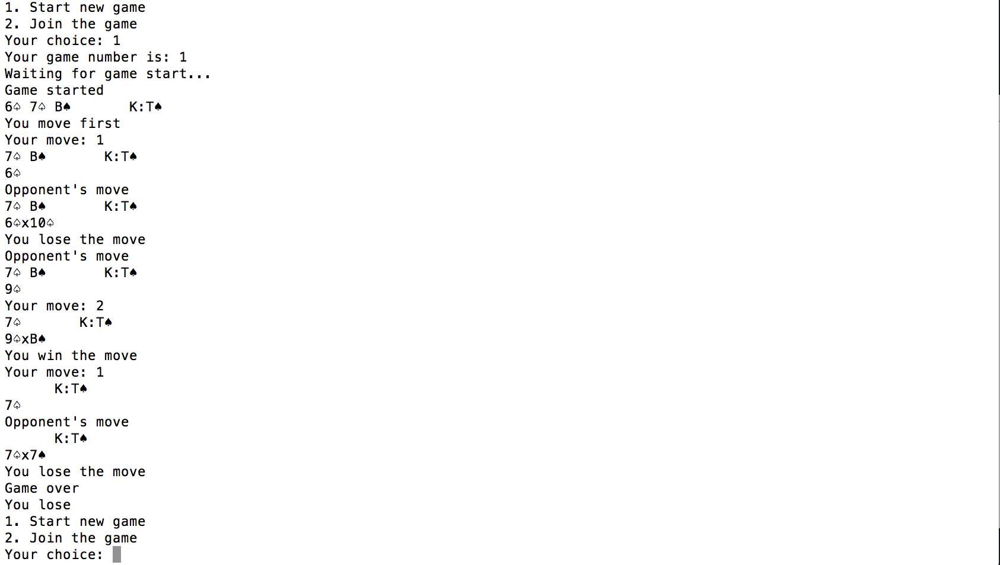 1. Start new game
2. Join the game
Your choice: 1
Your game number is: 1
Waiting for game start...
Game started
6♤ 7♤ B♠       K:T♠
You move first
Your move: 1
7♤ B♠       K:T♠
6♤
Opponent's move
7♤ B♠       K:T♠
6♤x10♤
You lose the move
Opponent's move
7♤ B♠       K:T♠
9♤
Your move: 2
7♤       K:T♠
9♤xB♠
You win the move
Your move: 1
      K:T♠
7♤
Opponent's move
      K:T♠
7♤x7♠
You lose the move
Game over
You lose
1. Start new game
2. Join the game
Your choice: